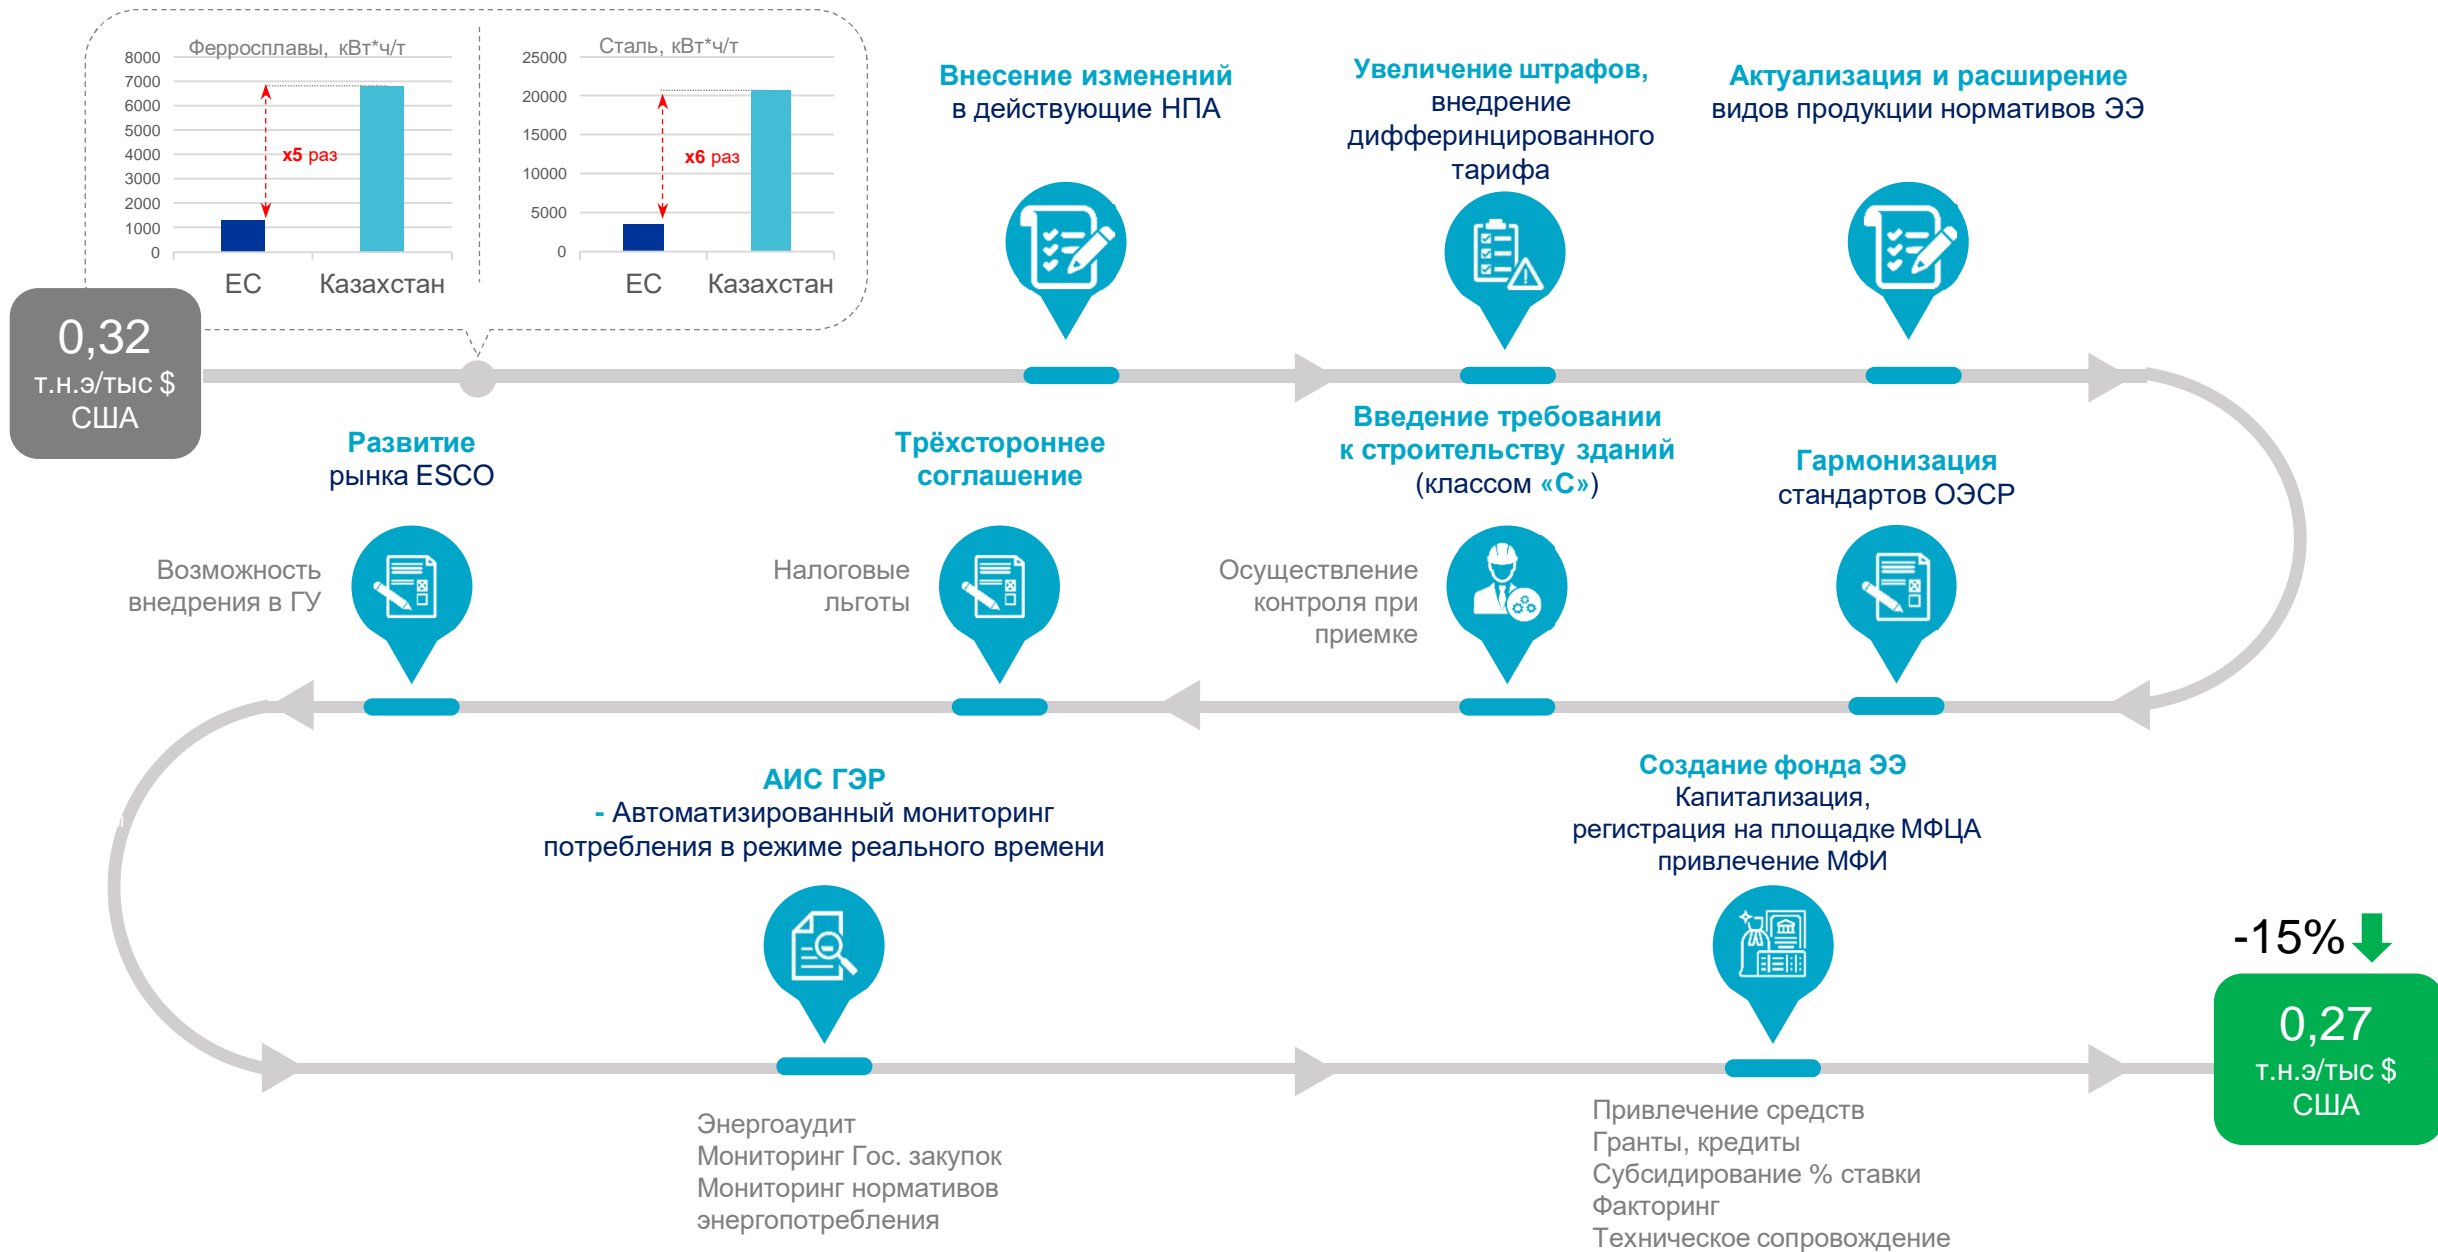 Ферросплавы, кВт*ч/т
8000
7000
6000
5000
4000
3000
2000
1000
0
x5 раз
ЕС Казахстан
Сталь, кВт*ч/т
25000
20000
15000
10000
5000
0
x6 раз
ЕС Казахстан
Внесение изменений
в действующие НПА
Увеличение штрафов,
внедрение
дифферинцированного
тарифа
Актуализация и расширение
видов продукции нормативов ЭЭ
0,32
т.н.э/тыс $
США
Развитие
рынка ESCO
Возможность
внедрения в ГУ
Трёхстороннее
соглашение
Налоговые
льготы
Введение требовании
к строительству зданий
(классом «С»)
Осуществление
контроля при
приемке
Гармонизация
стандартов ОЭСР
АИС ГЭР
- Автоматизированный мониторинг
потребления в режиме реального времени
Энергоаудит
Мониторинг Гос. закупок
Мониторинг нормативов
энергопотребления
Создание фонда ЭЭ
Капитализация,
регистрация на площадке МФЦА
привлечение МФИ
Привлечение средств
Гранты, кредиты
Субсидирование % ставки
Факторинг
Техническое сопровождение
-15%
0,27
т.н.э/тыс $
США